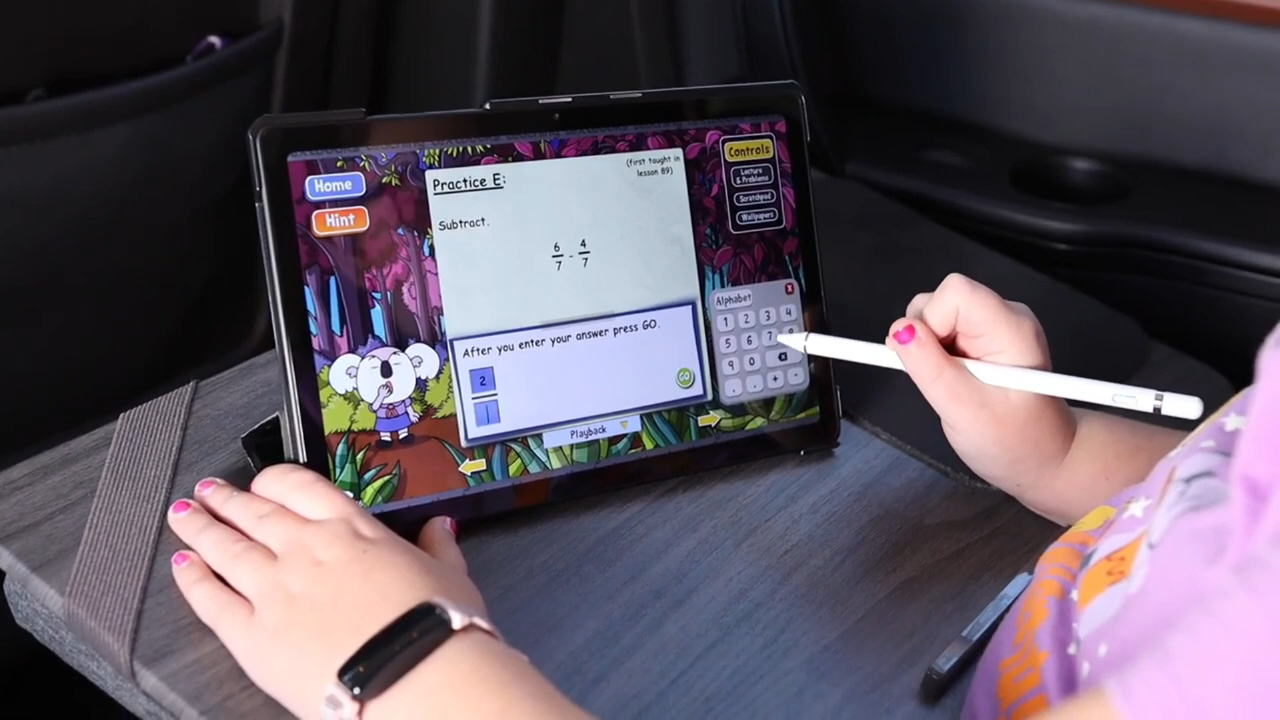 Home
Hint
Practice E:
(first taught in
lesson 89)
Subtract.
6 4
- 
7 7
After you enter your answer press GO.
2
GO
Playback
Controls
Lecture
& Problems
Scratchpad
Wallpapers
Alphabet X
1 2 3 4
5 6 7
9 0
, . + -